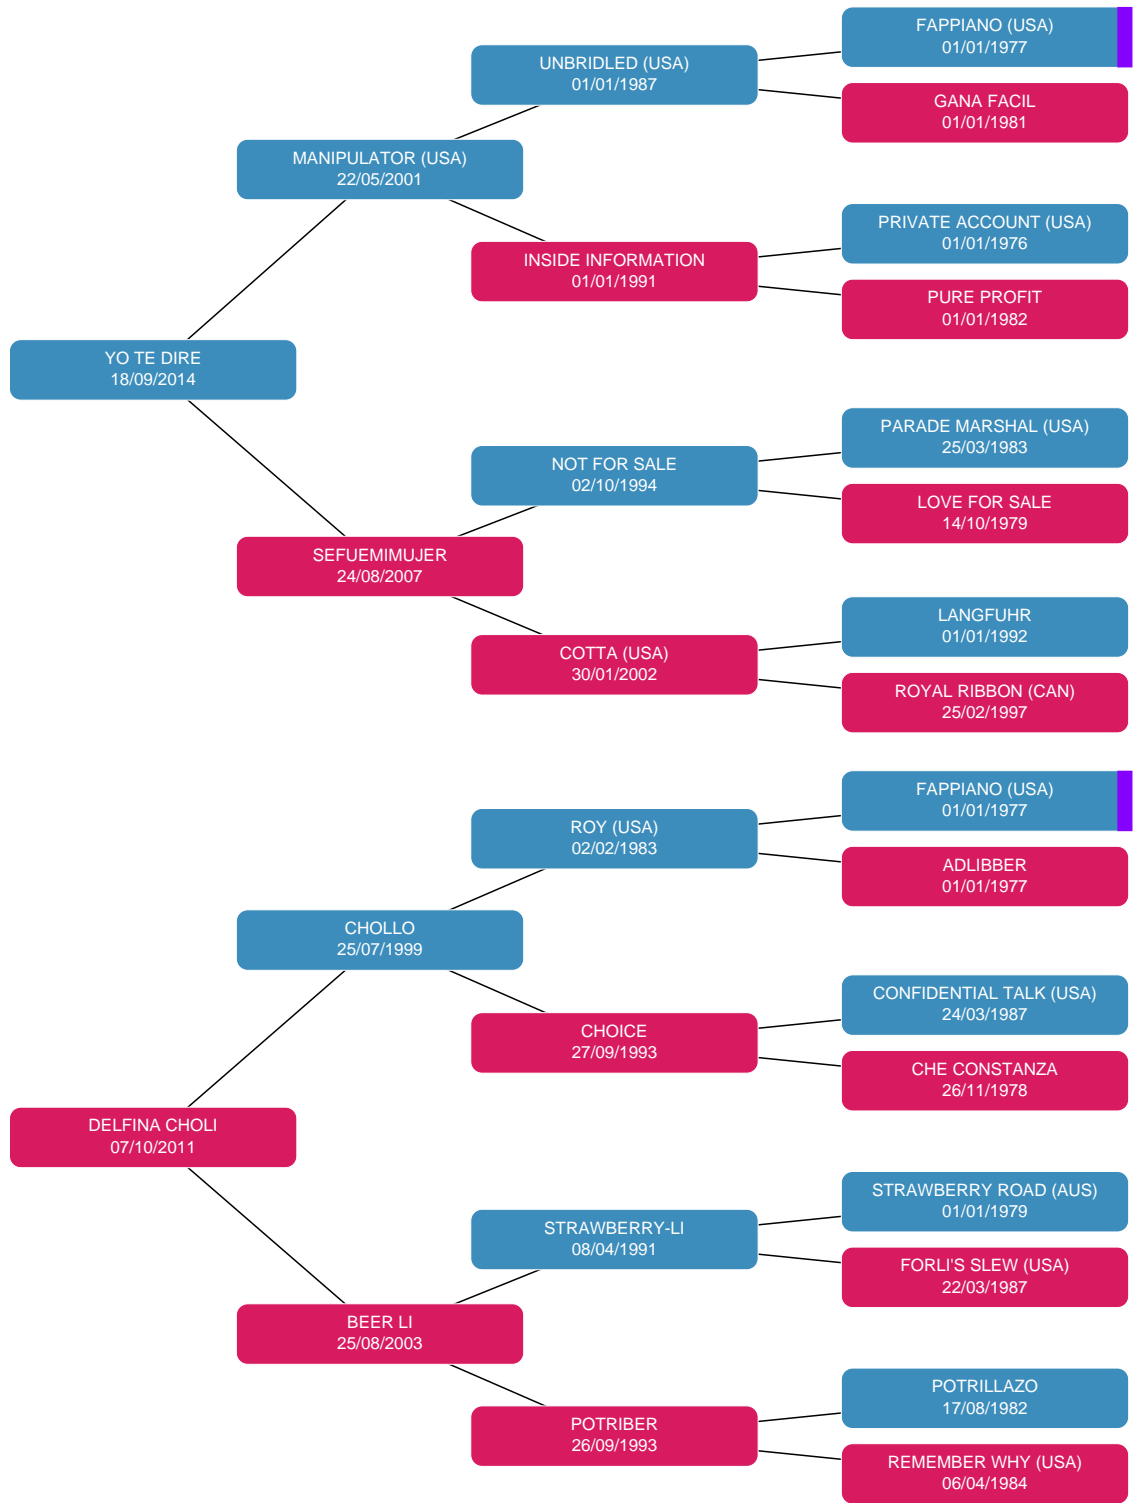 FAPPIANO (USA)
01/01/1977
UNBRIDLED (USA)
01/01/1987
GANA FACIL
01/01/1981
MANIPULATOR (USA)
22/05/2001
PRIVATE ACCOUNT (USA)
01/01/1976
INSIDE INFORMATION
01/01/1991
PURE PROFIT
01/01/1982
YO TE DIRE
18/09/2014
PARADE MARSHAL (USA)
25/03/1983
NOT FOR SALE
02/10/1994
LOVE FOR SALE
14/10/1979
SEFUEMIMUJER
24/08/2007
LANGFUHR
01/01/1992
COTTA (USA)
30/01/2002
ROYAL RIBBON (CAN)
25/02/1997
FAPPIANO (USA)
01/01/1977
ROY (USA)
02/02/1983
ADLIBBER
01/01/1977
CHOLLO
25/07/1999
CONFIDENTIAL TALK (USA)
24/03/1987
CHOICE
27/09/1993
CHE CONSTANZA
26/11/1978
DELFINA CHOLI
07/10/2011
STRAWBERRY ROAD (AUS)
01/01/1979
STRAWBERRY-LI
08/04/1991
FORLI'S SLEW (USA)
22/03/1987
BEER LI
25/08/2003
POTRILLAZO
17/08/1982
POTRIBER
26/09/1993
REMEMBER WHY (USA)
06/04/1984